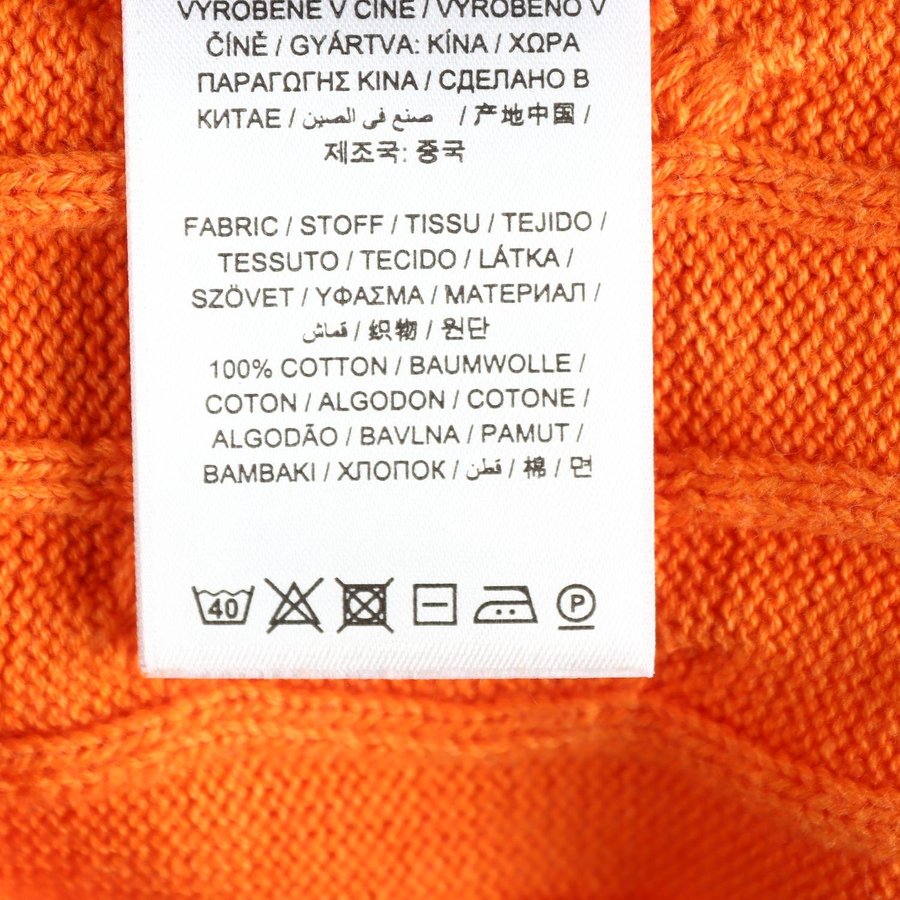 VYROBENÉ V ČÍNE / VYROBENO V
ČÍNĚ / GYÁRTVA: KÍNA / ΧΩΡΑ
ΠΑΡΑΓΩΓΗΣ ΚΙΝΑ / СДЕЛАНО В
КИТАЕ / صنع في الصين / 产地中国 /
제조국: 중국
FABRIC / STOFF / TISSU / TEJIDO /
TESSUTO / TECIDO / LÁTKA /
SZÖVET / ΥΦΑΣΜΑ / МАТЕРИАЛ /
قماش / 织物 / 원단
100% COTTON / BAUMWOLLE /
COTON / ALGODON / COTONE /
ALGODÃO / BAVLNA / PAMUT /
BAMBAKI / ХЛОПОК / قطن / 棉 / 면
40 P